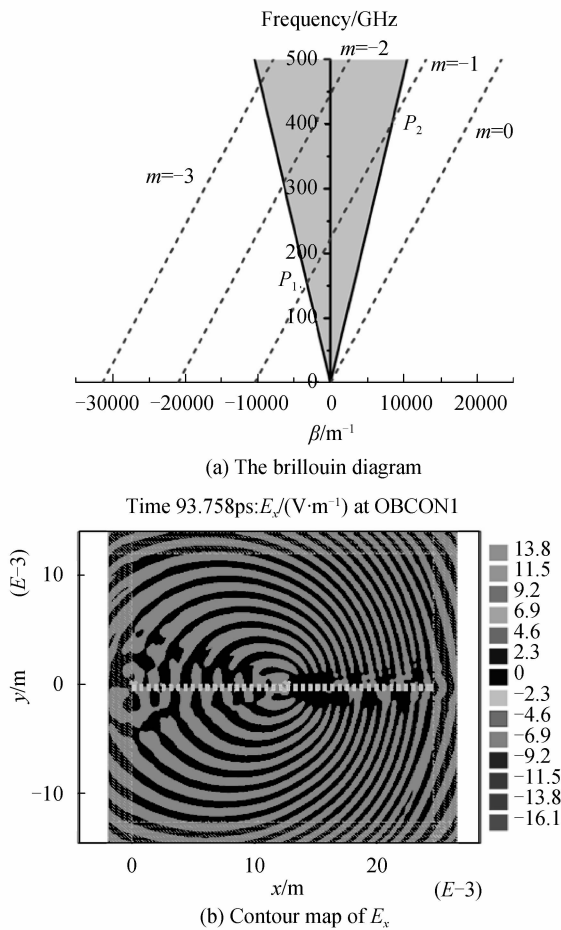 Frequency/GHz
m=−2
500
m=−1
400
P₂
m=0
300
m=−3
200
P₁
100
0
−30000 −20000 −10000 0 10000 20000
β/m⁻¹
(a) The brillouin diagram
Time 93.758ps:Eₓ/(V·m⁻¹) at OBCON1
13.8
11.5
9.2
6.9
4.6
2.3
0
−2.3
−4.6
−6.9
−9.2
−11.5
−13.8
−16.1
(E−3)
10
0
−10
y/m
0 10 20
x/m (E−3)
(b) Contour map of Eₓ